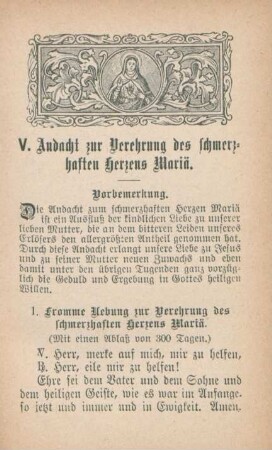 V. Andacht zur Verehrung des schmerz-
haften Herzens Mariä.
Vorbemerkung.
Die Andacht zum schmerzhaften Herzen Mariä
ist ein Ausfluß der kindlichen Liebe zu unserer
lieben Mutter, die an dem bitteren Leiden unseres
Erlösers den allergrößten Antheil genommen hat.
Durch diese Andacht erlangt unsere Liebe zu Jesus
und zu seiner Mutter neuen Zuwachs und eben
damit unter den übrigen Tugenden ganz vorzüg-
lich die Geduld und Ergebung in Gottes heiligen
Willen.
1. Fromme Uebung zur Verehrung des
schmerzhaften Herzens Mariä.
(Mit einen Ablaß von 300 Tagen.)
℣. Herr, merke auf mich, mir zu helfen,
℟. Herr, eile mir zu helfen!
Ehre sei dem Vater und dem Sohne und
dem heiligen Geiste, wie es war im Anfange.
so jetzt und immer und in Ewigkeit. Amen.